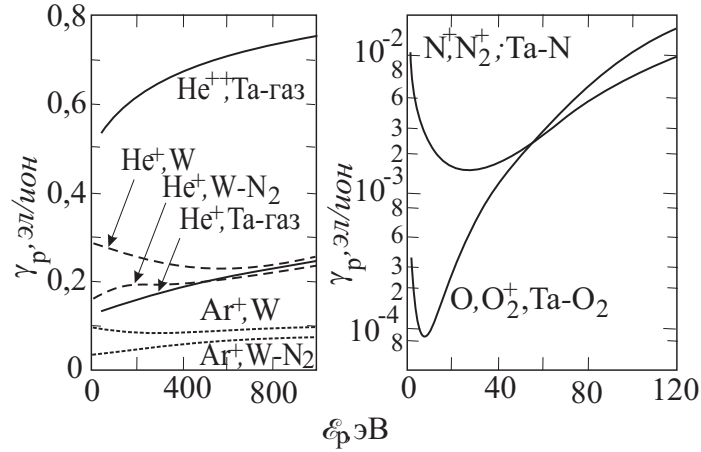 γp, эл/ион
0,8
0,6
0,4
0,2
0
He++,Ta-газ
He+,W
He+,W-N2
He+,Ta-газ
Ar+,W
Ar+,W-N2
0 400 800
γp, эл/ион
10-2
8
6
4
3
2
10-3
8
6
4
3
2
10-4
8
N+,N2+;Ta-N
O,O2+,Ta-O2
0 40 80 120
ℰp,эВ